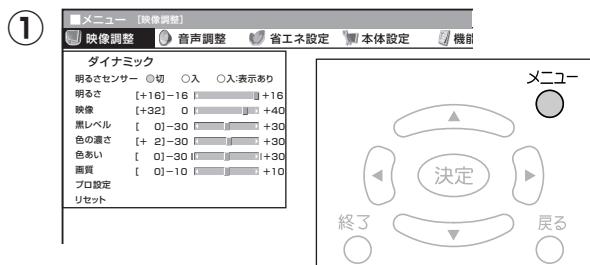 ①
■メニュー [映像調整]
映像調整 音声調整 省エネ設定 本体設定 機能
ダイナミック
明るさセンサー ◎切 ○入 ○入:表示あり
明るさ [+16]−16 +16
映像 [+32] 0 +40
黒レベル [ 0]−30 +30
色の濃さ [+ 2]−30 +30
色あい [ 0]−30 +30
画質 [ 0]−10 +10
プロ設定
リセット
メニュー
決定
終了 戻る